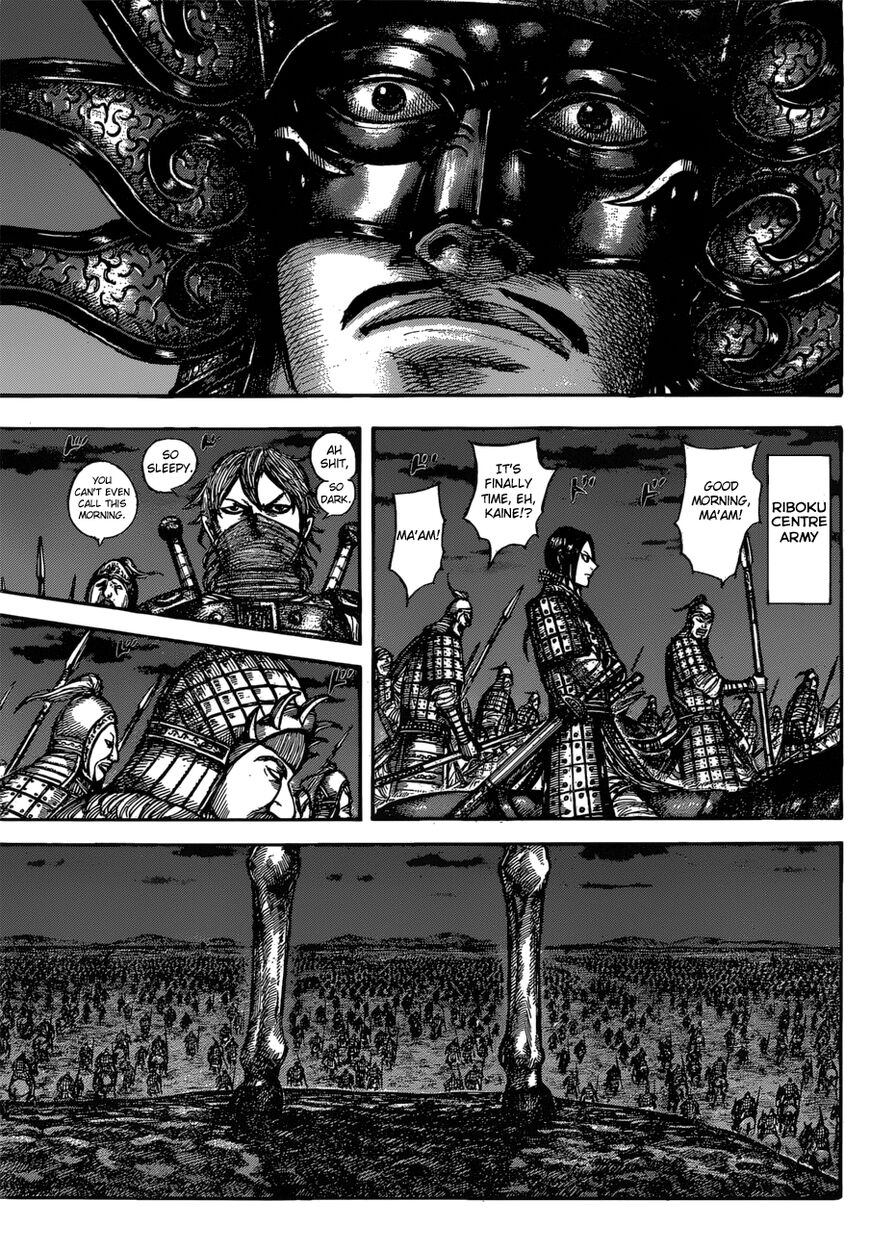 RIBOKU
CENTRE
ARMY
GOOD
MORNING,
MA'AM!
IT'S
FINALLY
TIME, EH,
KAINE!?
MA'AM!
AH
SHIT,
SO
DARK.
SO
SLEEPY.
YOU
CAN'T EVEN
CALL THIS
MORNING.